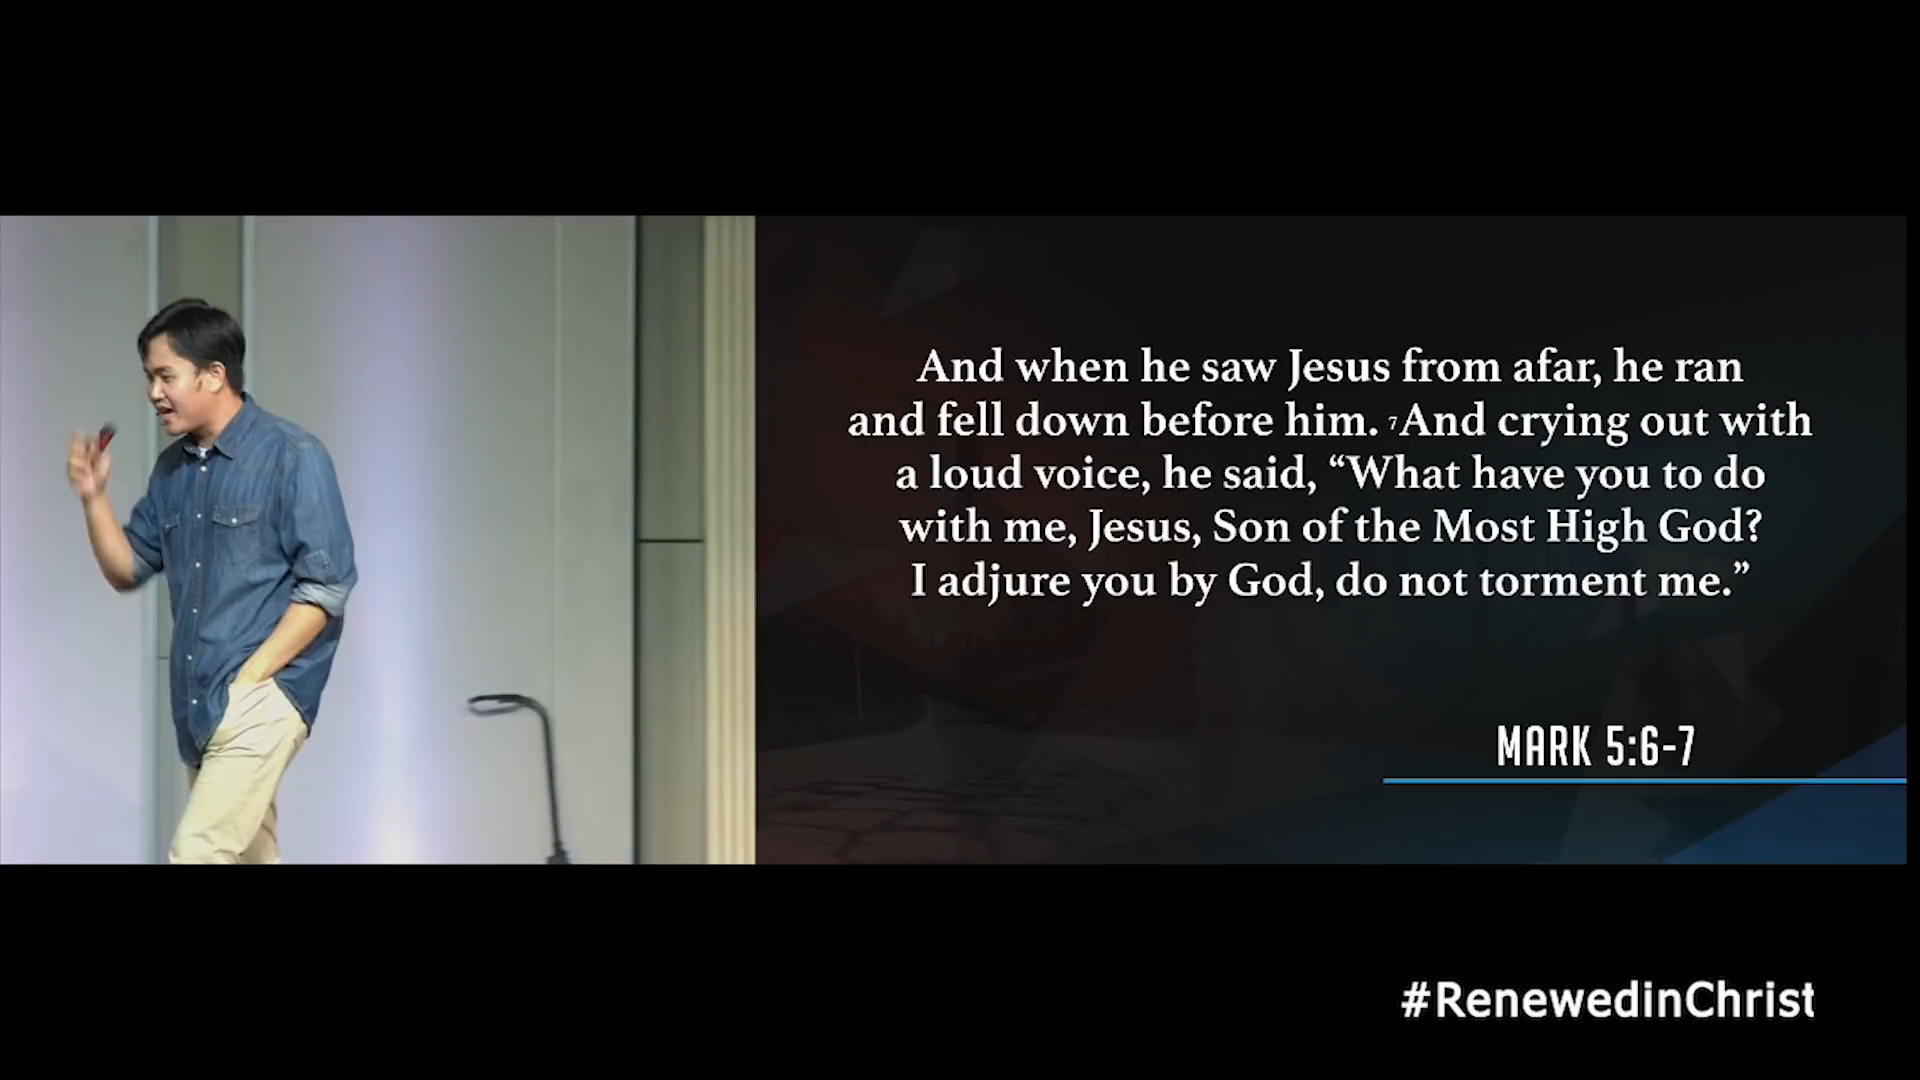 And when he saw Jesus from afar, he ran
and fell down before him. 7And crying out with
a loud voice, he said, “What have you to do
with me, Jesus, Son of the Most High God?
I adjure you by God, do not torment me.”
MARK 5:6-7
#RenewedinChrist